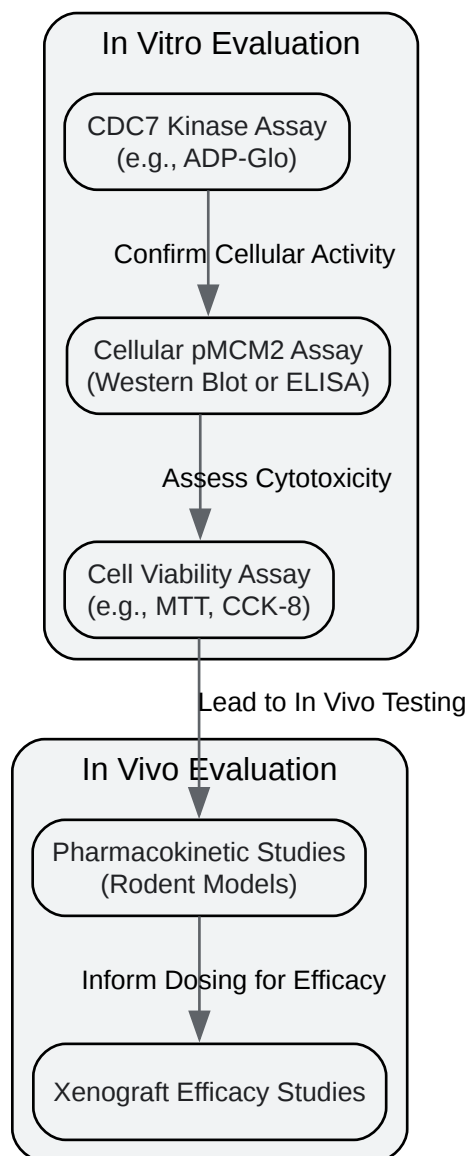 In Vitro Evaluation
CDC7 Kinase Assay
(e.g., ADP-Glo)
Confirm Cellular Activity
Cellular pMCM2 Assay
(Western Blot or ELISA)
Assess Cytotoxicity
Cell Viability Assay
(e.g., MTT, CCK-8)
Lead to In Vivo Testing
In Vivo Evaluation
Pharmacokinetic Studies
(Rodent Models)
Inform Dosing for Efficacy
Xenograft Efficacy Studies